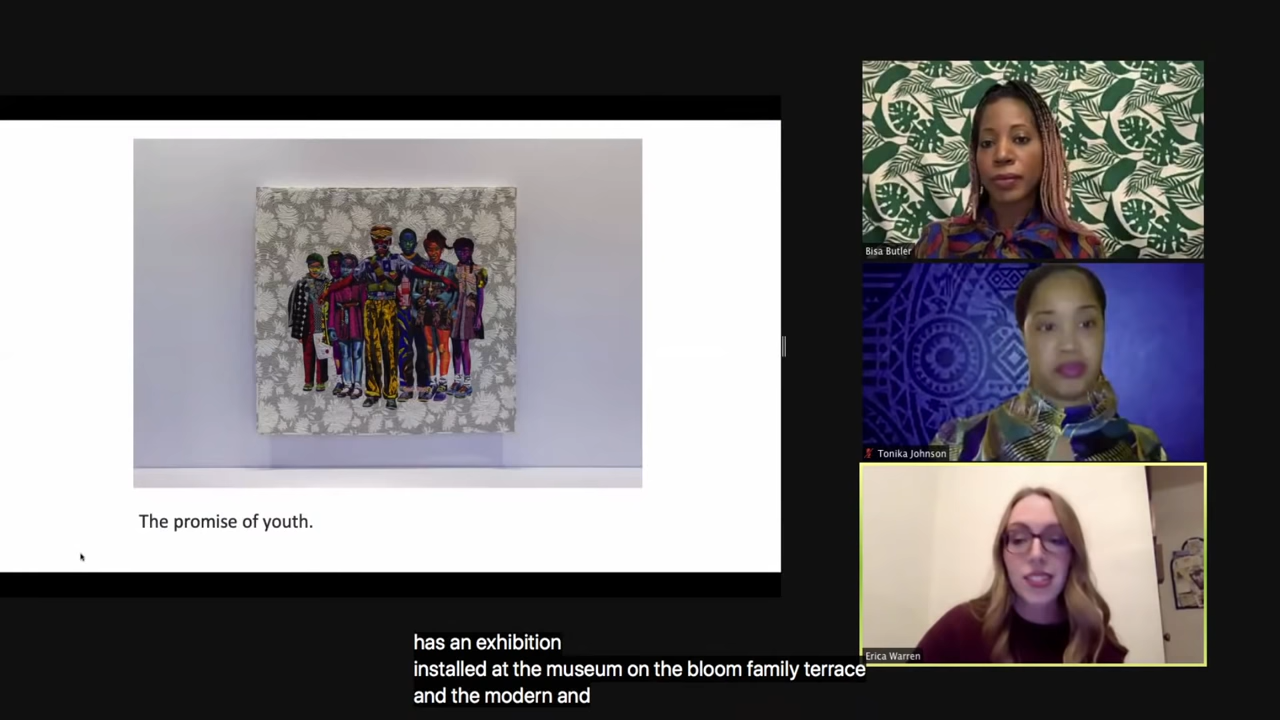 The promise of youth.
Bisa Butler
Tonika Johnson
Erica Warren
has an exhibition
installed at the museum on the bloom family terrace
and the modern and